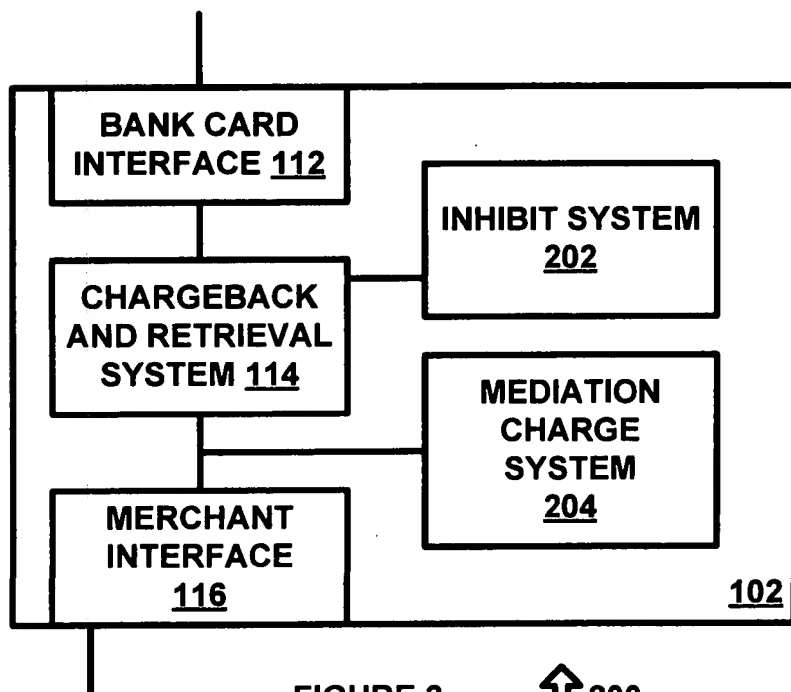 BANK CARD
INTERFACE 112
INHIBIT SYSTEM
202
CHARGEBACK
AND RETRIEVAL
SYSTEM 114
MEDIATION
CHARGE
SYSTEM
204
MERCHANT
INTERFACE
116
102